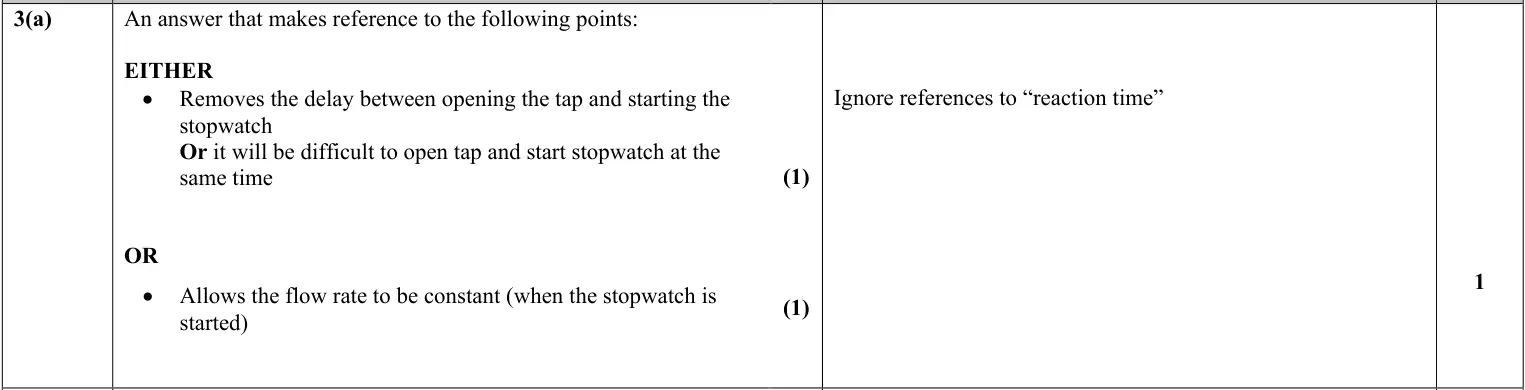 3(a) An answer that makes reference to the following points:
EITHER
• Removes the delay between opening the tap and starting the
stopwatch
Or it will be difficult to open tap and start stopwatch at the
same time (1)
Ignore references to “reaction time”
OR
• Allows the flow rate to be constant (when the stopwatch is
started) (1)
1